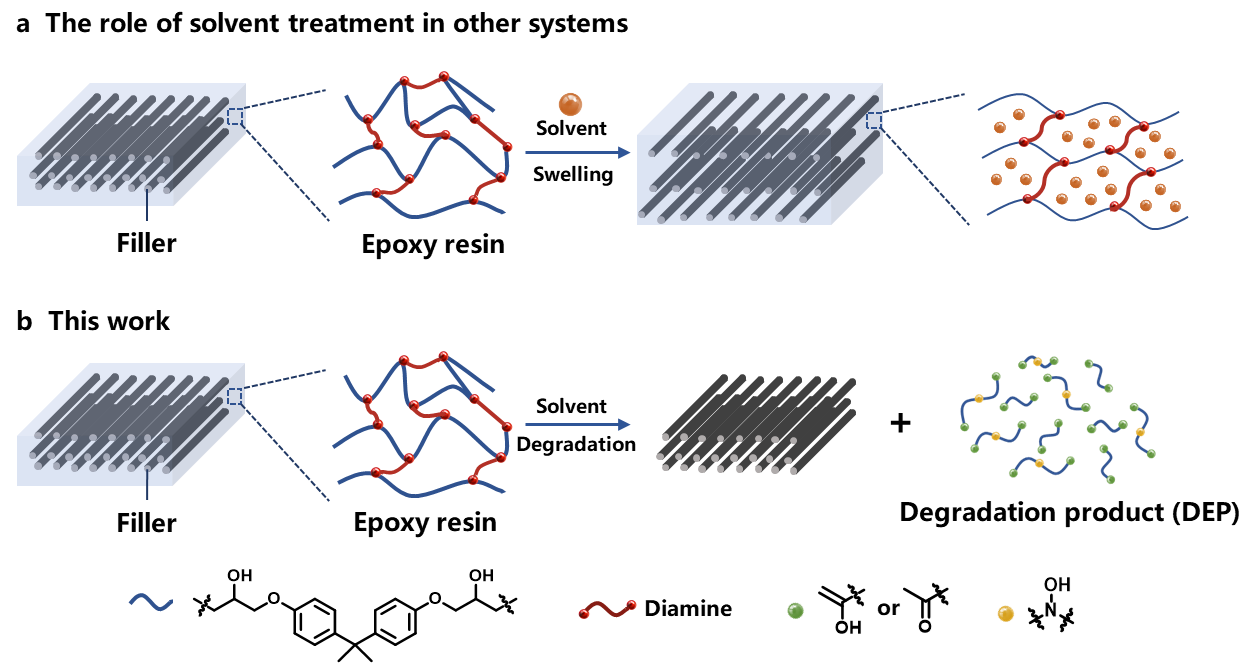 a The role of solvent treatment in other systems
Solvent
Swelling
Filler
Epoxy resin
b This work
Solvent
Degradation
+
Filler
Epoxy resin
Degradation product (DEP)
OH
OH
O
O
Diamine
OH
or
O
OH
N